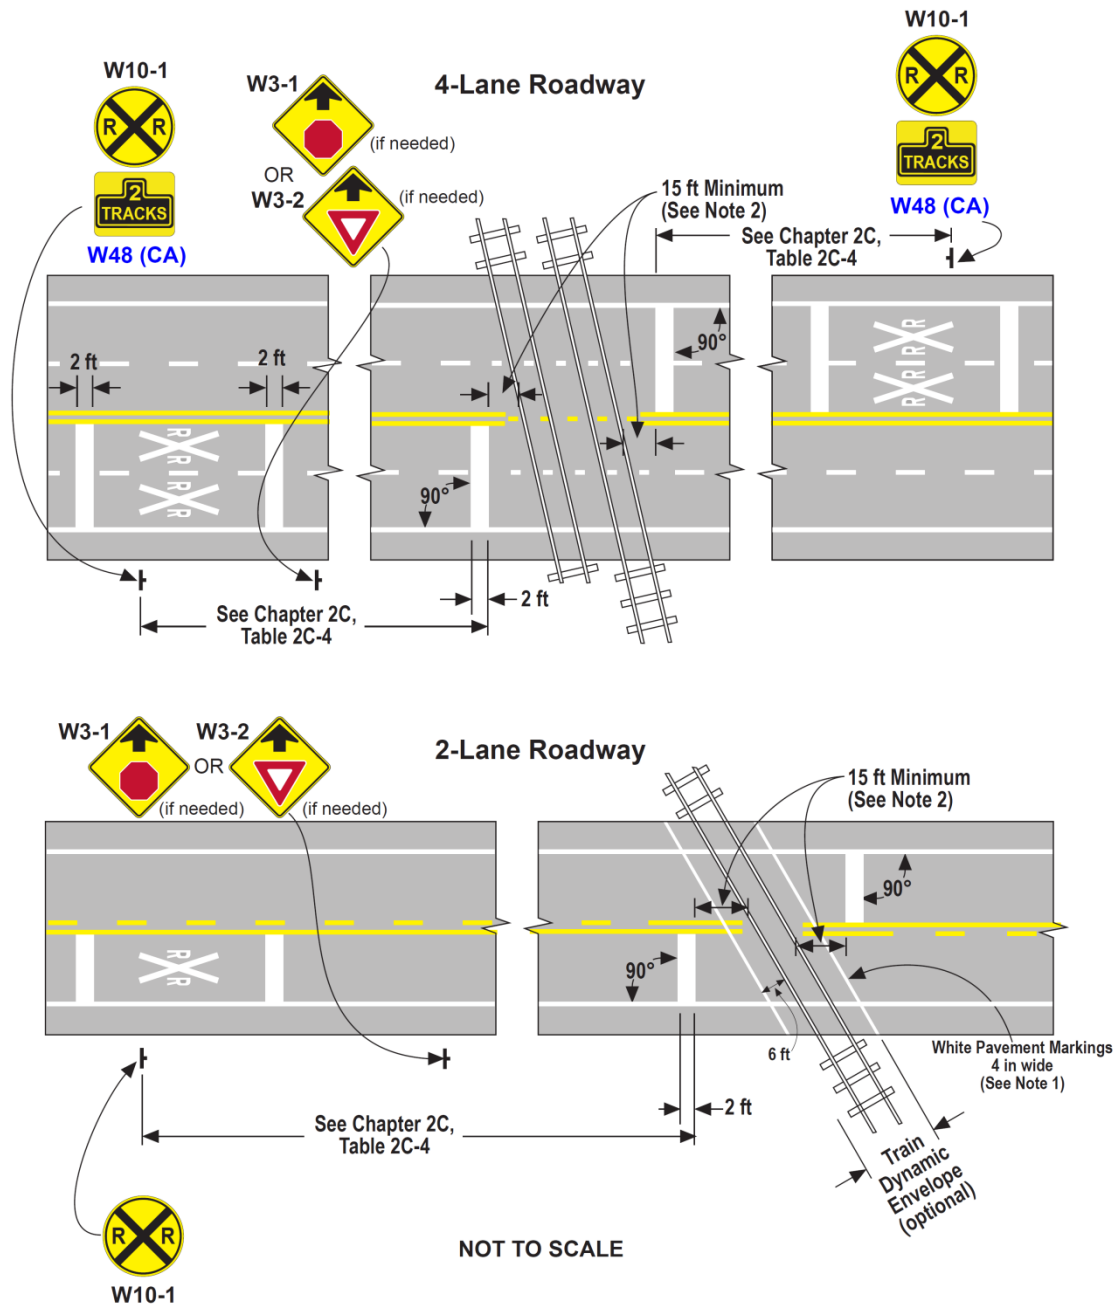 W10-1
R R
2
TRACKS
W48 (CA)
W3-1
(if needed)
OR
W3-2
(if needed)
4-Lane Roadway
15 ft Minimum
(See Note 2)
W10-1
R R
2
TRACKS
W48 (CA)
See Chapter 2C,
Table 2C-4
2 ft
2 ft
R R
R R
90°
90°
R R
R R
2 ft
See Chapter 2C,
Table 2C-4
W3-1
(if needed)
OR
W3-2
(if needed)
2-Lane Roadway
15 ft Minimum
(See Note 2)
90°
90°
R R
6 ft
White Pavement Markings
4 in wide
(See Note 1)
2 ft
See Chapter 2C,
Table 2C-4
Train
Dynamic
Envelope
(optional)
R R
W10-1
NOT TO SCALE